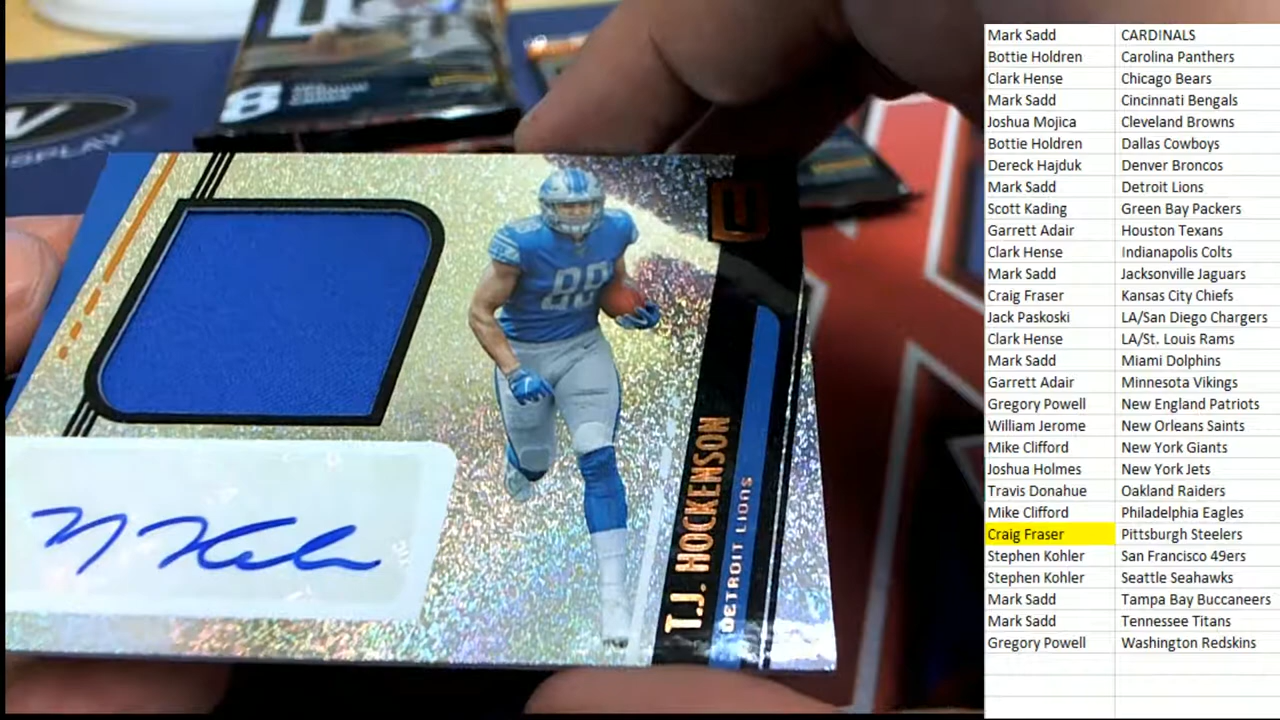 8
W
DISPLAY
88
T.J. HOCKENSON
DETROIT LIONS
Mark Sadd CARDINALS
Bottie Holdren Carolina Panthers
Clark Hense Chicago Bears
Mark Sadd Cincinnati Bengals
Joshua Mojica Cleveland Browns
Bottie Holdren Dallas Cowboys
Dereck Hajduk Denver Broncos
Mark Sadd Detroit Lions
Scott Kading Green Bay Packers
Garrett Adair Houston Texans
Clark Hense Indianapolis Colts
Mark Sadd Jacksonville Jaguars
Craig Fraser Kansas City Chiefs
Jack Paskoski LA/San Diego Chargers
Clark Hense LA/St. Louis Rams
Mark Sadd Miami Dolphins
Garrett Adair Minnesota Vikings
Gregory Powell New England Patriots
William Jerome New Orleans Saints
Mike Clifford New York Giants
Joshua Holmes New York Jets
Travis Donahue Oakland Raiders
Mike Clifford Philadelphia Eagles
Craig Fraser Pittsburgh Steelers
Stephen Kohler San Francisco 49ers
Stephen Kohler Seattle Seahawks
Mark Sadd Tampa Bay Buccaneers
Mark Sadd Tennessee Titans
Gregory Powell Washington Redskins